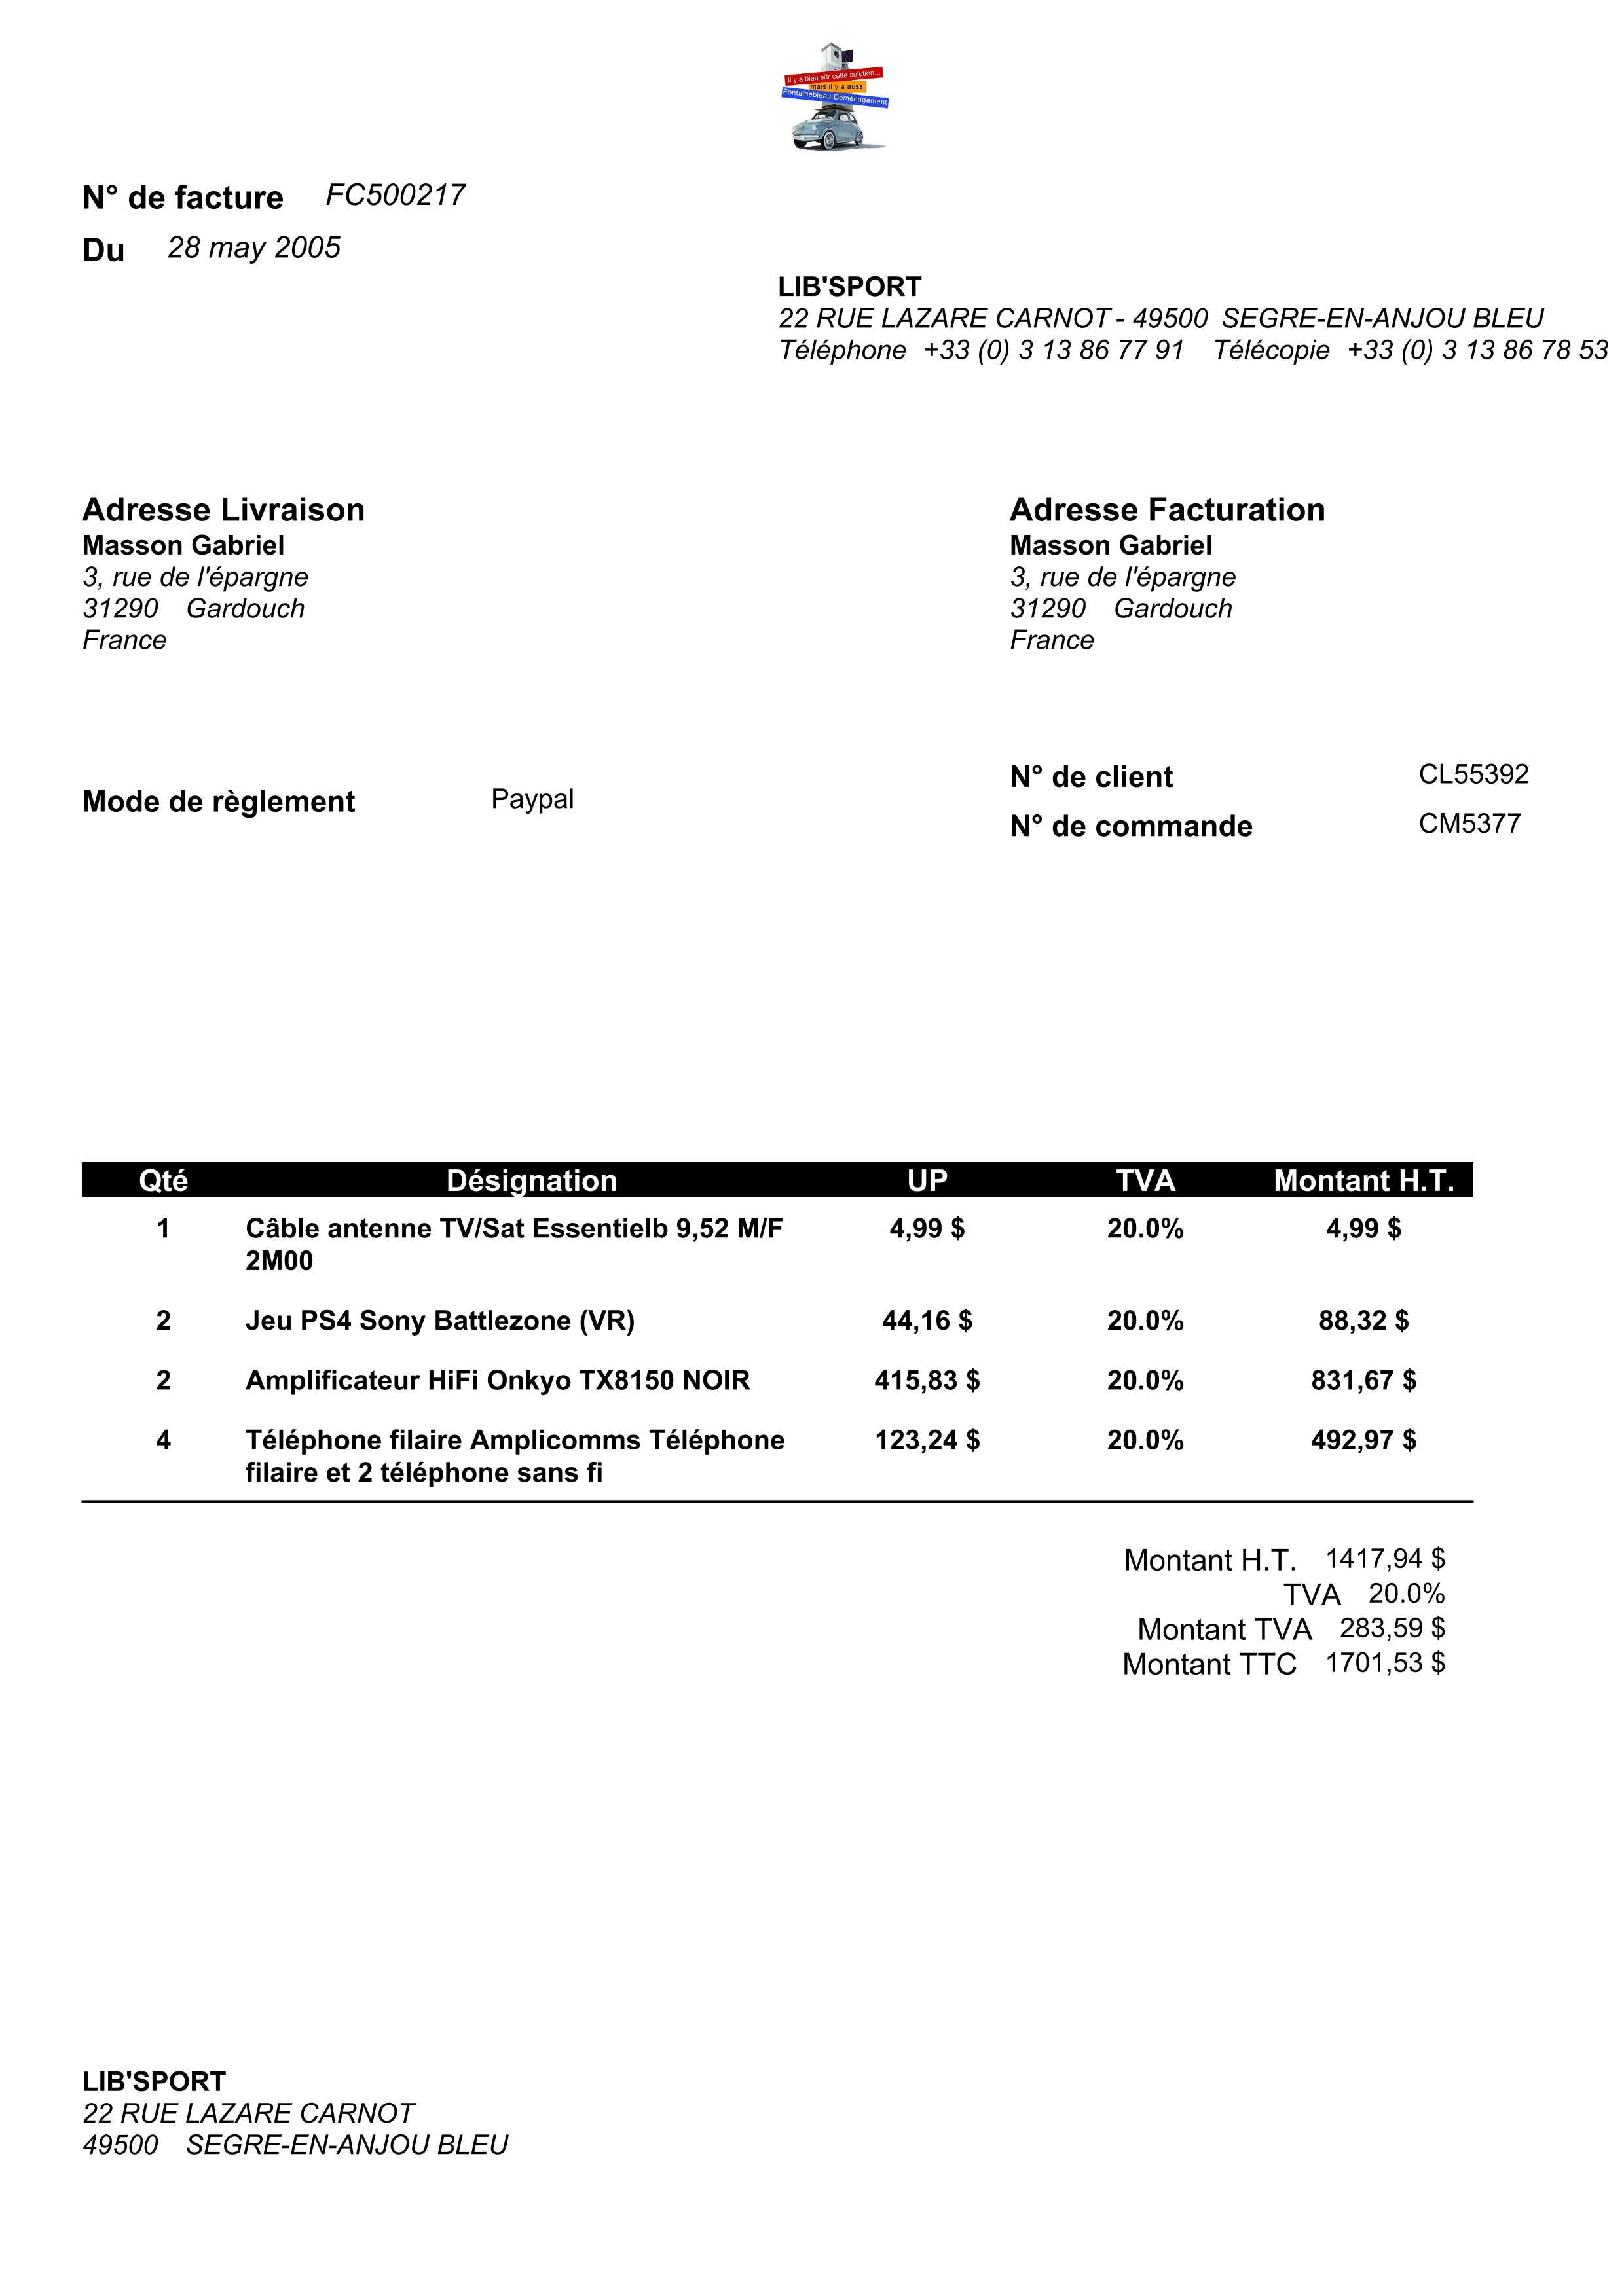 Il y a bien sûr cette solution...
mais il y a aussi
Fontainebleau Déménagement
N° de facture FC500217
Du 28 may 2005
LIB'SPORT
22 RUE LAZARE CARNOT - 49500 SEGRE-EN-ANJOU BLEU
Téléphone +33 (0) 3 13 86 77 91 Télécopie +33 (0) 3 13 86 78 53
Adresse Livraison
Masson Gabriel
3, rue de l'épargne
31290 Gardouch
France
Adresse Facturation
Masson Gabriel
3, rue de l'épargne
31290 Gardouch
France
Mode de règlement Paypal
N° de client CL55392
N° de commande CM5377
Qté Désignation UP TVA Montant H.T.
1 Câble antenne TV/Sat Essentielb 9,52 M/F 4,99 $ 20.0% 4,99 $
2M00
2 Jeu PS4 Sony Battlezone (VR) 44,16 $ 20.0% 88,32 $
2 Amplificateur HiFi Onkyo TX8150 NOIR 415,83 $ 20.0% 831,67 $
4 Téléphone filaire Amplicomms Téléphone 123,24 $ 20.0% 492,97 $
filaire et 2 téléphone sans fi
Montant H.T. 1417,94 $
TVA 20.0%
Montant TVA 283,59 $
Montant TTC 1701,53 $
LIB'SPORT
22 RUE LAZARE CARNOT
49500 SEGRE-EN-ANJOU BLEU